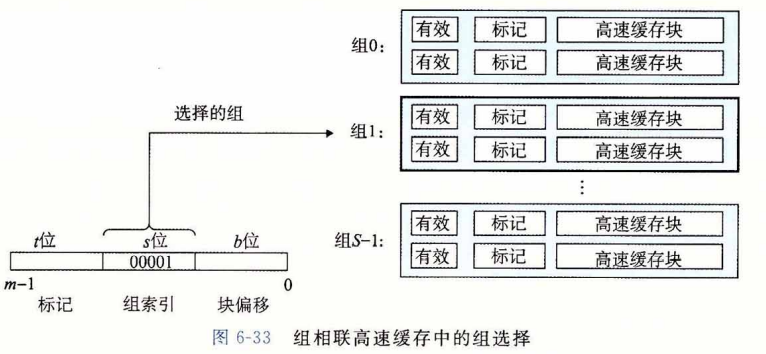 组0：
有效 标记 高速缓存块
有效 标记 高速缓存块
选择的组
组1：
有效 标记 高速缓存块
有效 标记 高速缓存块
…
组S-1：
有效 标记 高速缓存块
有效 标记 高速缓存块
t位 s位 b位
00001
m-1 0
标记 组索引 块偏移
图 6-33 组相联高速缓存中的组选择